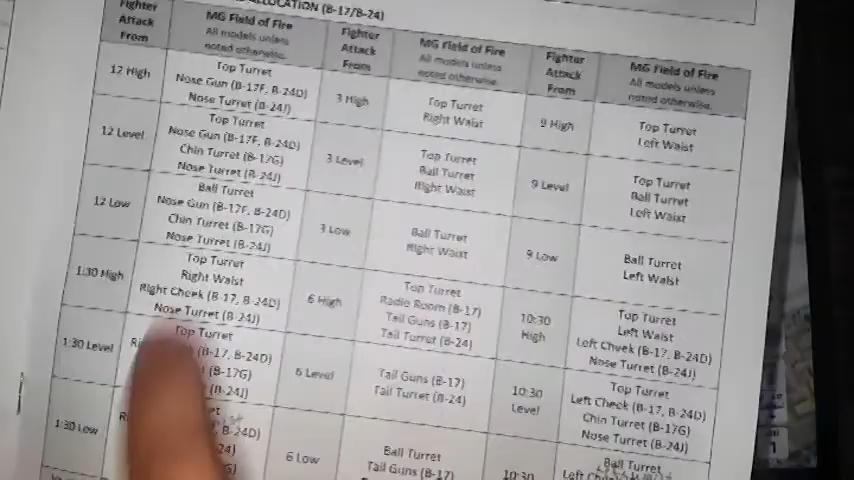 ALLOCATION (B-17/B-24)
Fighter
Attack
From
MG Field of Fire
All models unless
noted otherwise.
Fighter
Attack
From
MG Field of Fire
All models unless
noted otherwise.
Fighter
Attack
From
MG Field of Fire
All models unless
noted otherwise.
12 High
Top Turret
Nose Gun (B-17F, B-24D)
Nose Turret (B-24J)
3 High
Top Turret
Right Waist
9 High
Top Turret
Left Waist
12 Level
Top Turret
Nose Gun (B-17F, B-24D)
Chin Turret (B-17G)
Nose Turret (B-24J)
3 Level
Top Turret
Ball Turret
Right Waist
9 Level
Top Turret
Ball Turret
Left Waist
12 Low
Ball Turret
Nose Gun (B-17F, B-24D)
Chin Turret (B-17G)
Nose Turret (B-24J)
3 Low
Ball Turret
Right Waist
9 Low
Ball Turret
Left Waist
1:30 High
Top Turret
Right Waist
Right Cheek (B-17, B-24D)
Nose Turret (B-24J)
6 High
Top Turret
Radio Room (B-17)
Tail Guns (B-17)
Tail Turret (B-24)
10:30
High
Top Turret
Left Waist
Left Cheek (B-17, B-24D)
Nose Turret (B-24J)
1:30 Level
Top Turret
(B-17, B-24D)
(B-17G)
(B-24J)
6 Level
Tail Guns (B-17)
Tail Turret (B-24)
10:30
Level
Top Turret
Left Cheek (B-17, B-24D)
Chin Turret (B-17G)
Nose Turret (B-24J)
1:30 Low
B-24D)
6 Low
Ball Turret
Tail Guns (B-17)
10:30
Ball Turret
Left